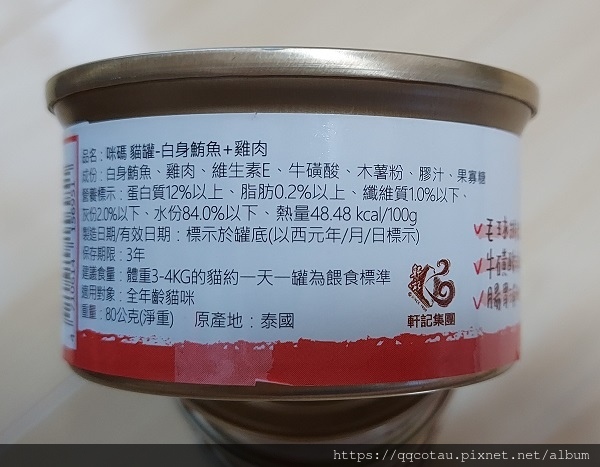 品名：咪碼 貓罐-白身鮪魚+雞肉
成份：白身鮪魚、雞肉、維生素E、牛磺酸、木薯粉、膠汁、果寡糖
營養標示：蛋白質12%以上、脂肪0.2%以上、纖維質1.0%以下、
灰份2.0%以下、水份84.0%以下、熱量48.48 kcal/100g
製造日期/有效日期：標示於罐底(以西元年/月/日標示)
保存期限：3年
建議食量：體重3-4KG的貓約一天一罐為餵食標準
適用對象：全年齡貓咪
重量：80公克(淨重) 原產地：泰國
軒記集團
https://qqcotau.pixnet.net/album